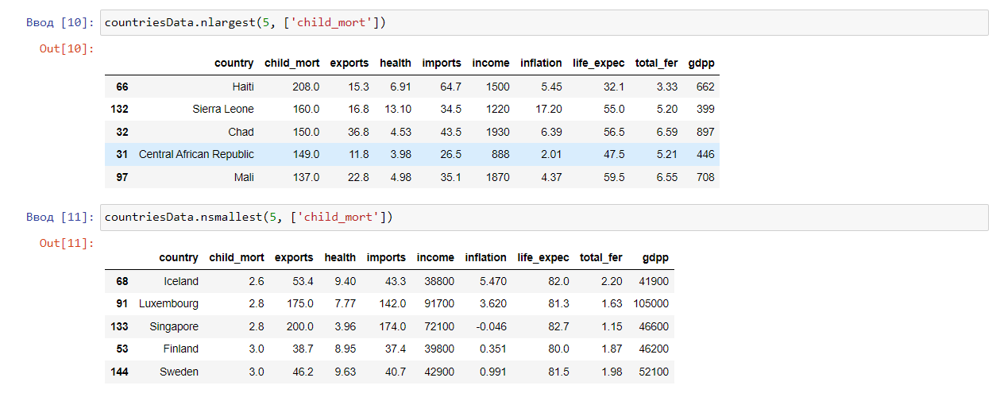 Ввод [10]: countriesData.nlargest(5, ['child_mort'])
Out[10]:
country child_mort exports health imports income inflation life_expec total_fer gdpp
66 Haiti 208.0 15.3 6.91 64.7 1500 5.45 32.1 3.33 662
132 Sierra Leone 160.0 16.8 13.10 34.5 1220 17.20 55.0 5.20 399
32 Chad 150.0 36.8 4.53 43.5 1930 6.39 56.5 6.59 897
31 Central African Republic 149.0 11.8 3.98 26.5 888 2.01 47.5 5.21 446
97 Mali 137.0 22.8 4.98 35.1 1870 4.37 59.5 6.55 708
Ввод [11]: countriesData.nsmallest(5, ['child_mort'])
Out[11]:
country child_mort exports health imports income inflation life_expec total_fer gdpp
68 Iceland 2.6 53.4 9.40 43.3 38800 5.470 82.0 2.20 41900
91 Luxembourg 2.8 175.0 7.77 142.0 91700 3.620 81.3 1.63 105000
133 Singapore 2.8 200.0 3.96 174.0 72100 -0.046 82.7 1.15 46600
53 Finland 3.0 38.7 8.95 37.4 39800 0.351 80.0 1.87 46200
144 Sweden 3.0 46.2 9.63 40.7 42900 0.991 81.5 1.98 52100